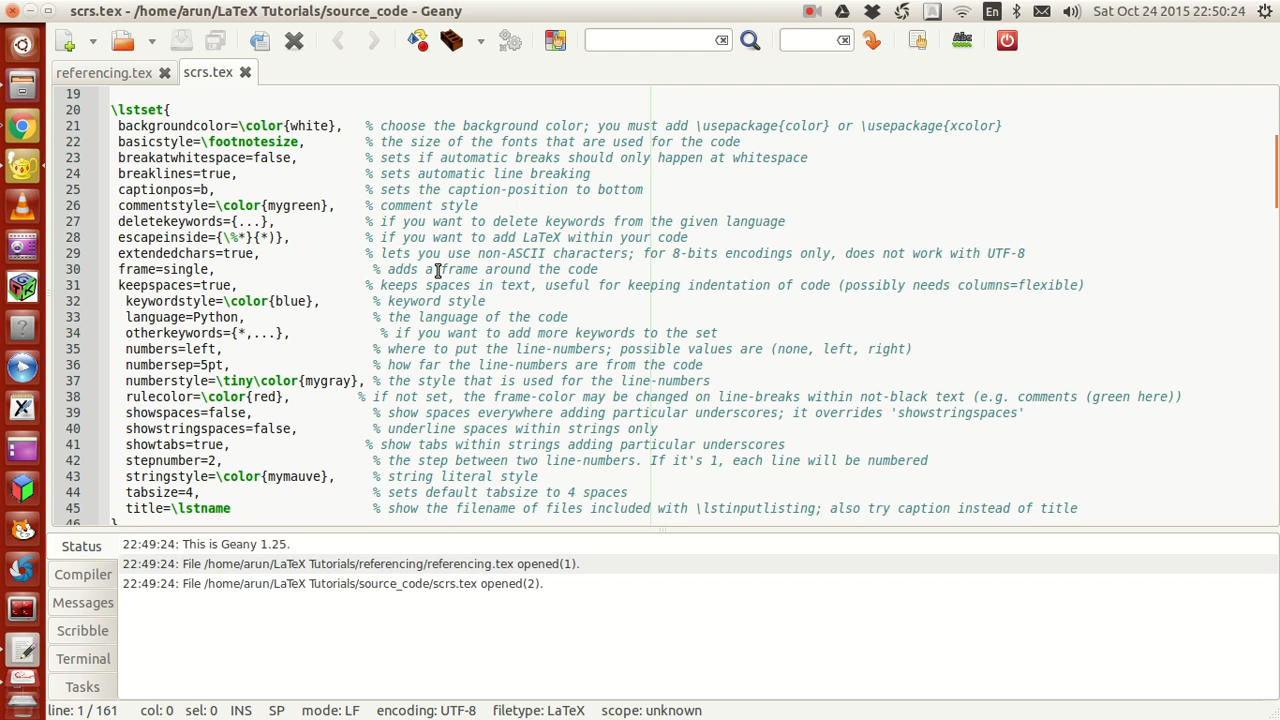 scrs.tex - /home/arun/LaTeX Tutorials/source_code - Geany
En
Sat Oct 24 2015 22:50:24
referencing.tex
scrs.tex
19
20 \lstset{
21 backgroundcolor=\color{white}, % choose the background color; you must add \usepackage{color} or \usepackage{xcolor}
22 basicstyle=\footnotesize, % the size of the fonts that are used for the code
23 breakatwhitespace=false, % sets if automatic breaks should only happen at whitespace
24 breaklines=true, % sets automatic line breaking
25 captionpos=b, % sets the caption-position to bottom
26 commentstyle=\color{mygreen}, % comment style
27 deletekeywords={...}, % if you want to delete keywords from the given language
28 escapeinside={\%*}{*)}, % if you want to add LaTeX within your code
29 extendedchars=true, % lets you use non-ASCII characters; for 8-bits encodings only, does not work with UTF-8
30 frame=single, % adds a frame around the code
31 keepspaces=true, % keeps spaces in text, useful for keeping indentation of code (possibly needs columns=flexible)
32 keywordstyle=\color{blue}, % keyword style
33 language=Python, % the language of the code
34 otherkeywords={*,...}, % if you want to add more keywords to the set
35 numbers=left, % where to put the line-numbers; possible values are (none, left, right)
36 numbersep=5pt, % how far the line-numbers are from the code
37 numberstyle=\tiny\color{mygray}, % the style that is used for the line-numbers
38 rulecolor=\color{red}, % if not set, the frame-color may be changed on line-breaks within not-black text (e.g. comments (green here))
39 showspaces=false, % show spaces everywhere adding particular underscores; it overrides 'showstringspaces'
40 showstringspaces=false, % underline spaces within strings only
41 showtabs=true, % show tabs within strings adding particular underscores
42 stepnumber=2, % the step between two line-numbers. If it's 1, each line will be numbered
43 stringstyle=\color{mymauve}, % string literal style
44 tabsize=4, % sets default tabsize to 4 spaces
45 title=\lstname % show the filename of files included with \lstinputlisting; also try caption instead of title
46 }
Status
Compiler
Messages
Scribble
Terminal
Tasks
22:49:24: This is Geany 1.25.
22:49:24: File /home/arun/LaTeX Tutorials/referencing/referencing.tex opened(1).
22:49:24: File /home/arun/LaTeX Tutorials/source_code/scrs.tex opened(2).
line: 1 / 161 col: 0 sel: 0 INS SP mode: LF encoding: UTF-8 filetype: LaTeX scope: unknown